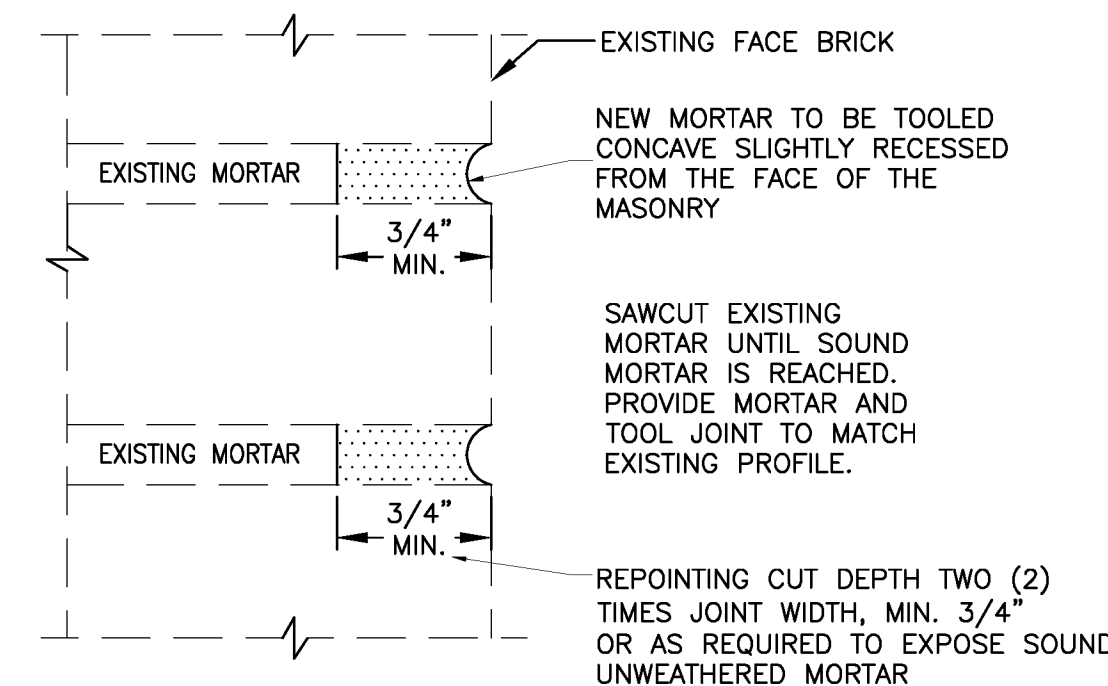 EXISTING FACE BRICK
NEW MORTAR TO BE TOOLED
CONCAVE SLIGHTLY RECESSED
FROM THE FACE OF THE
MASONRY
EXISTING MORTAR
3/4"
MIN.
SAWCUT EXISTING
MORTAR UNTIL SOUND
MORTAR IS REACHED.
PROVIDE MORTAR AND
TOOL JOINT TO MATCH
EXISTING PROFILE.
EXISTING MORTAR
3/4"
MIN.
REPOINTING CUT DEPTH TWO (2)
TIMES JOINT WIDTH, MIN. 3/4"
OR AS REQUIRED TO EXPOSE SOUND
UNWEATHERED MORTAR